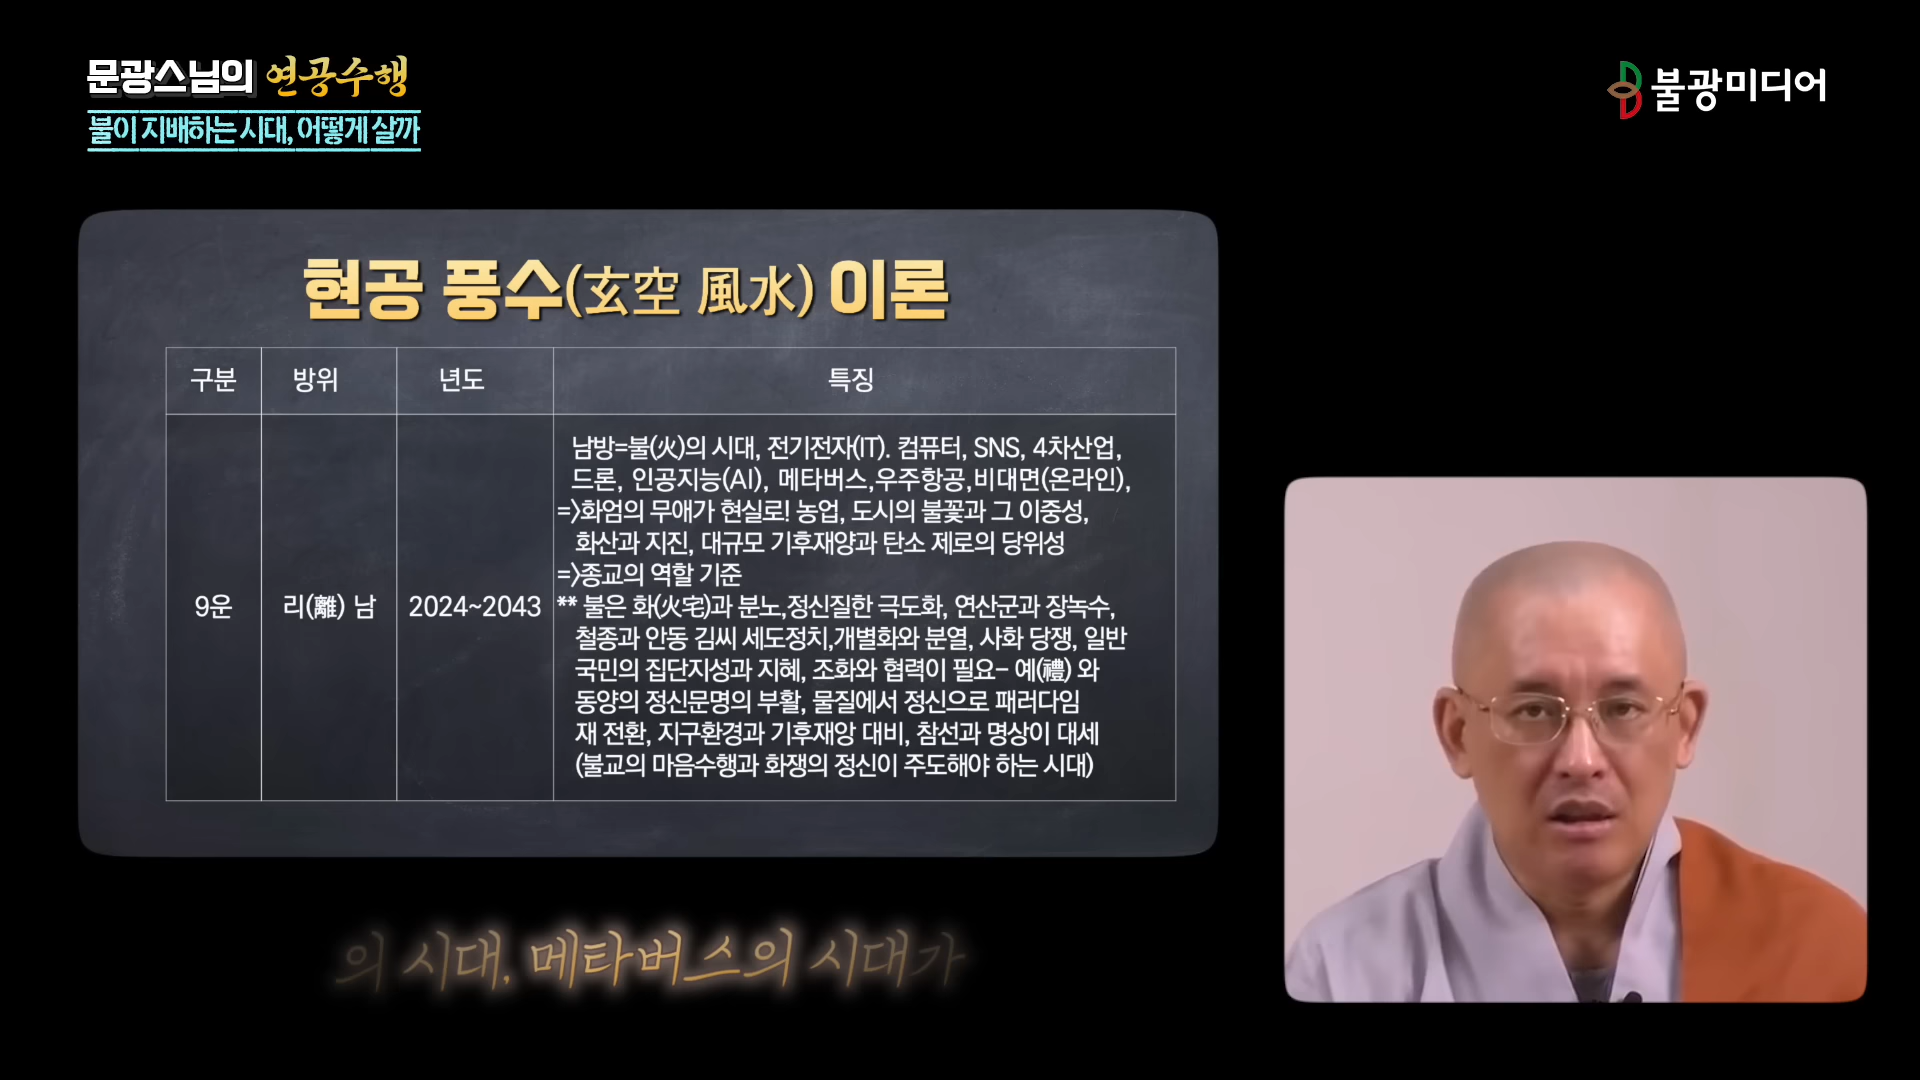 문광스님의 연공수행
불이 지배하는 시대, 어떻게 살까
불광미디어
현공 풍수(玄空 風水) 이론
구분 방위 년도 특징
남방=불(火)의 시대, 전기전자(IT). 컴퓨터, SNS, 4차산업,
드론, 인공지능(AI), 메타버스,우주항공,비대면(온라인),
=>화엄의 무애가 현실로! 농업, 도시의 불꽃과 그 이중성,
화산과 지진, 대규모 기후재양과 탄소 제로의 당위성
=>종교의 역할 기준
9운 리(離) 남 2024~2043 ** 불은 화(火宅)과 분노,정신질한 극도화, 연산군과 장녹수,
철종과 안동 김씨 세도정치,개별화와 분열, 사화 당쟁, 일반
국민의 집단지성과 지혜, 조화와 협력이 필요- 예(禮) 와
동양의 정신문명의 부활, 물질에서 정신으로 패러다임
재 전환, 지구환경과 기후재앙 대비, 참선과 명상이 대세
(불교의 마음수행과 화쟁의 정신이 주도해야 하는 시대)
의 시대, 메타버스의 시대가